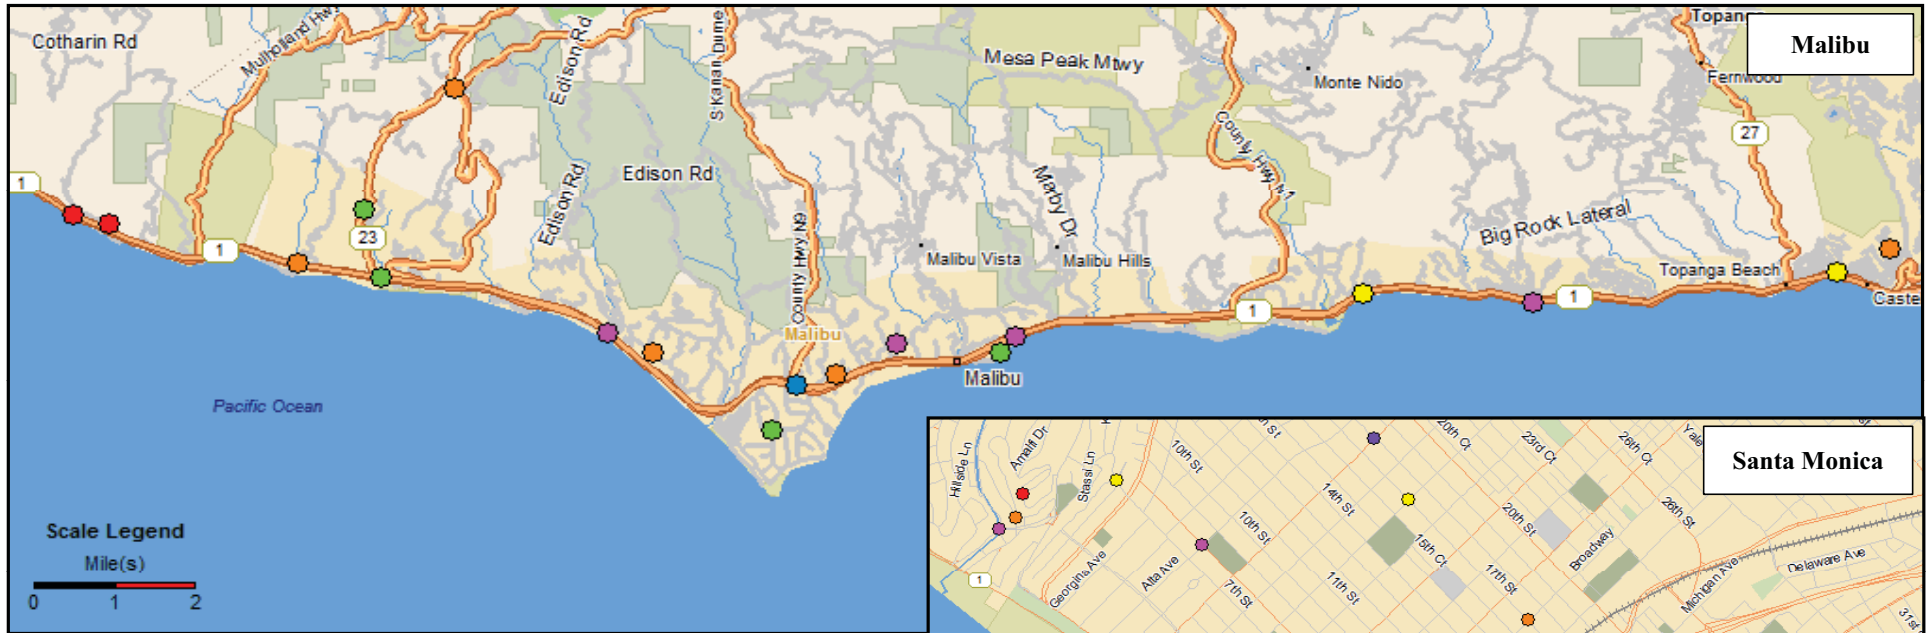 Cotharin Rd
Mulholland Hwy
Edison Rd
S Kanan Dume
Mesa Peak Mtwy
Monte Nido
Topanga
Malibu
Fernwood
27
County Hwy N1
1
Edison Rd
Edison Rd
Marby Dr
23
1
County Hwy N9
Malibu Vista
Malibu Hills
Big Rock Lateral
Topanga Beach
1
1
Caste
Malibu
Malibu
Pacific Ocean
Scale Legend
Mile(s)
0 1 2
Santa Monica
Hillside Ln
Amalfi Dr
Stassi Ln
10th St
20th Ct
23rd Ct
26th Ct
Yale
14th St
20th St
26th St
10th St
15th Ct
Broadway
1
Georgina Ave
Alta Ave
7th St
11th St
17th St
Michigan Ave
Delaware Ave
31st